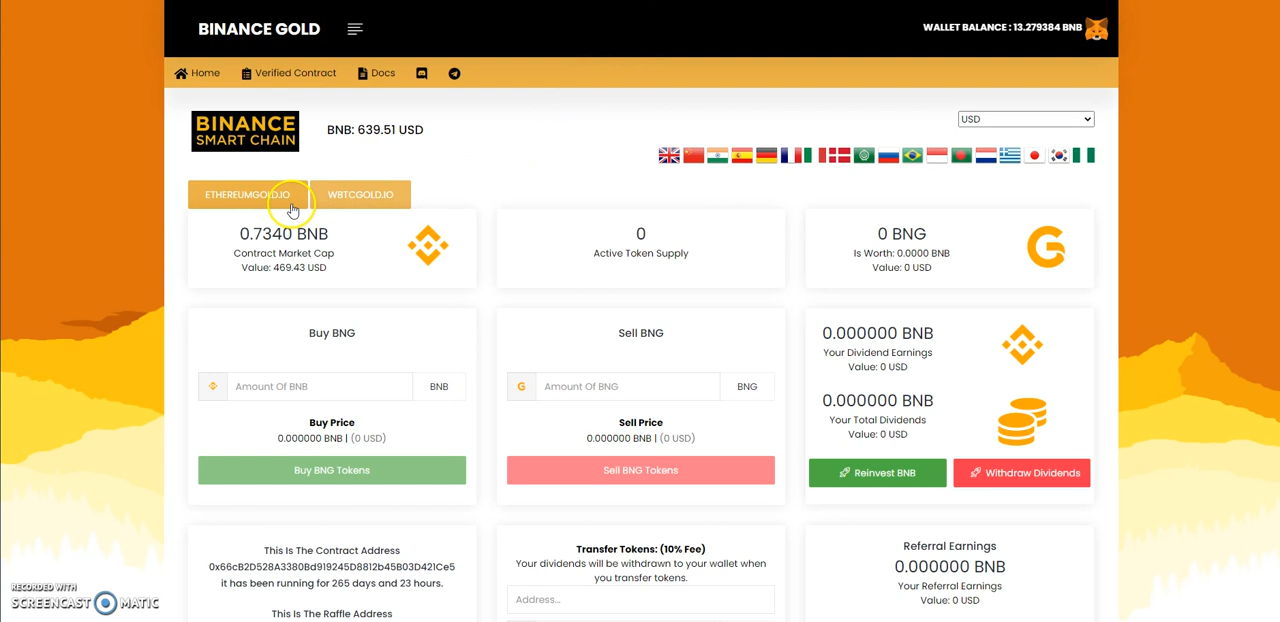 BINANCE GOLD
WALLET BALANCE : 13.279384 BNB
Home
Verified Contract
Docs
BINANCE
SMART CHAIN
BNB: 639.51 USD
USD
ETHEREUMGOLD.IO
WBTCGOLD.IO
0.7340 BNB
Contract Market Cap
Value: 469.43 USD
0
Active Token Supply
0 BNG
Is Worth: 0.0000 BNB
Value: 0 USD
Buy BNG
Amount Of BNB
BNB
Buy Price
0.000000 BNB | (0 USD)
Buy BNG Tokens
Sell BNG
Amount Of BNG
BNG
Sell Price
0.000000 BNB | (0 USD)
Sell BNG Tokens
0.000000 BNB
Your Dividend Earnings
Value: 0 USD
0.000000 BNB
Your Total Dividends
Value: 0 USD
Reinvest BNB
Withdraw Dividends
This Is The Contract Address
0x66cB2D528A3380Bd919245D8812b45B03D421Ce5
it has been running for 265 days and 23 hours.
This Is The Raffle Address
Transfer Tokens: (10% Fee)
Your dividends will be withdrawn to your wallet when
you transfer tokens.
Address...
Referral Earnings
0.000000 BNB
Your Referral Earnings
Value: 0 USD
RECORDED WITH
SCREENCAST MATIC